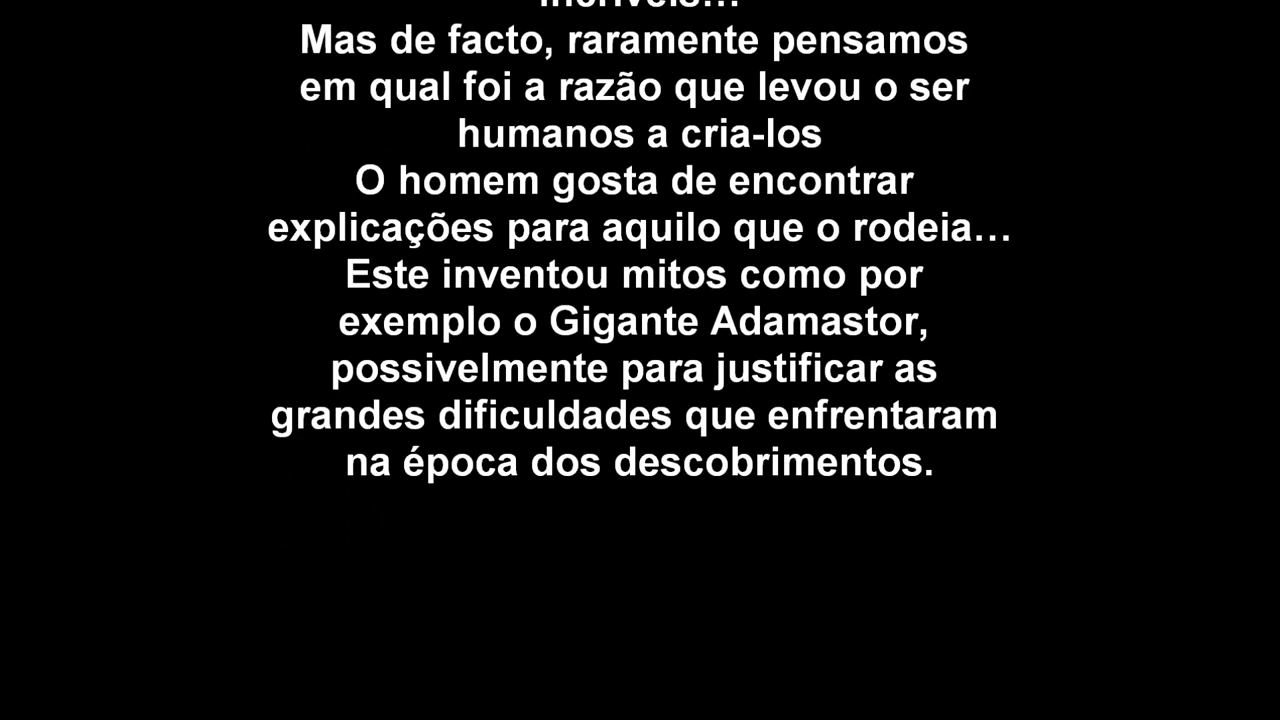 incríveis...
Mas de facto, raramente pensamos
em qual foi a razão que levou o ser
humanos a cria-los
O homem gosta de encontrar
explicações para aquilo que o rodeia...
Este inventou mitos como por
exemplo o Gigante Adamastor,
possivelmente para justificar as
grandes dificuldades que enfrentaram
na época dos descobrimentos.